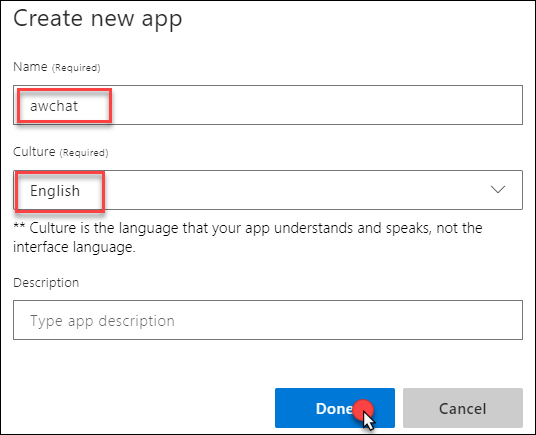 Create new app
Name (Required)
awchat
Culture (Required)
English
** Culture is the language that your app understands and speaks, not the
interface language.
Description
Type app description
Done Cancel